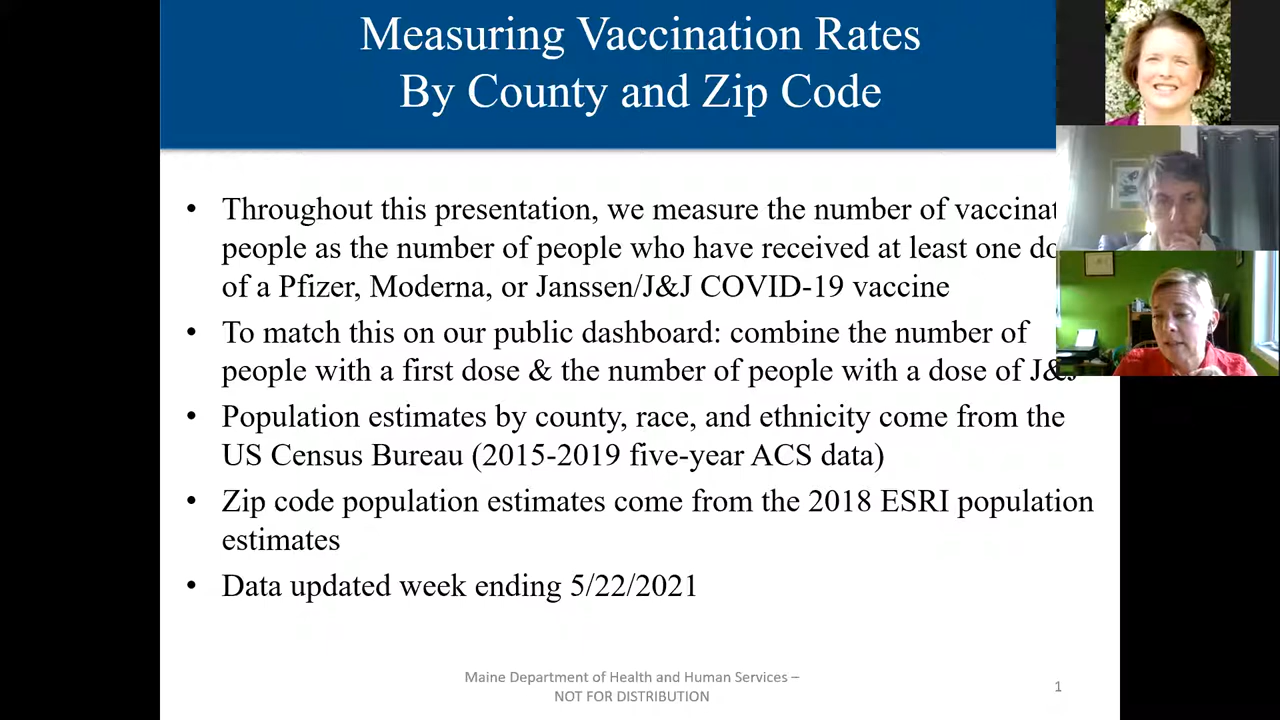 Measuring Vaccination Rates
By County and Zip Code
• Throughout this presentation, we measure the number of
people as the number of people who have received at least one
of a Pfizer, Moderna, or Janssen/J&J COVID-19 vaccine
• To match this on our public dashboard: combine the number of
people with a first dose & the number of people with a dose of J&J
• Population estimates by county, race, and ethnicity come from the
US Census Bureau (2015-2019 five-year ACS data)
• Zip code population estimates come from the 2018 ESRI population
estimates
• Data updated week ending 5/22/2021
Maine Department of Health and Human Services –
NOT FOR DISTRIBUTION
1